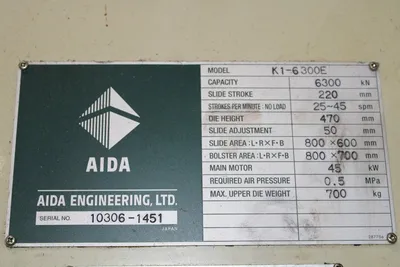 AIDA
AIDA ENGINEERING, LTD.
SERIAL NO. 10306-1451
JAPAN
MODEL K1-6300E
CAPACITY 6300 kN
SLIDE STROKE 220 mm
STROKES PER MINUTE : NO LOAD 25-45 spm
DIE HEIGHT 470 mm
SLIDE ADJUSTMENT 50 mm
SLIDE AREA : L·R×F·B 800×600 mm
BOLSTER AREA : L·R×F·B 800×700 mm
MAIN MOTOR 45 kW
REQUIRED AIR PRESSURE 0.5 MPa
MAX. UPPER DIE WEIGHT 700 kg